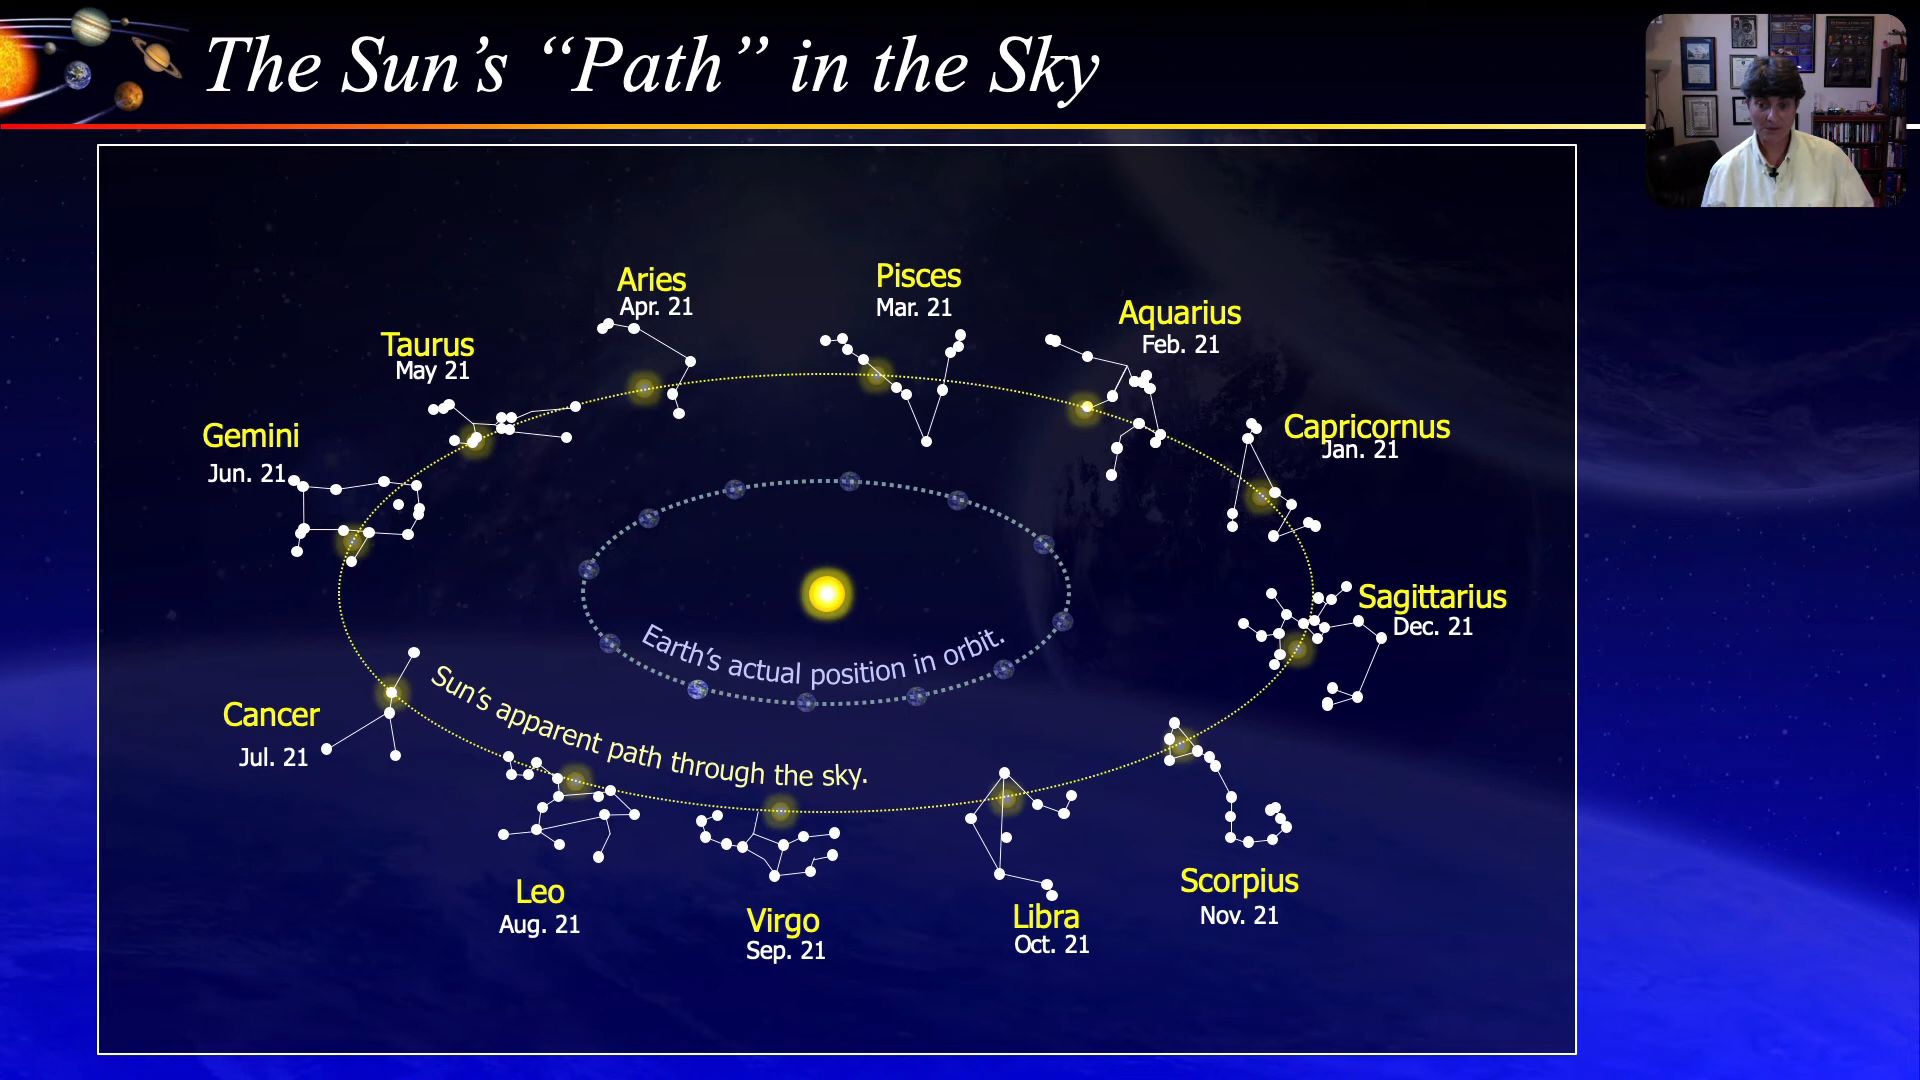 The Sun’s “Path” in the Sky
Aries
Apr. 21
Pisces
Mar. 21
Aquarius
Feb. 21
Taurus
May 21
Capricornus
Jan. 21
Gemini
Jun. 21
Sagittarius
Dec. 21
Earth’s actual position in orbit.
Sun’s apparent path through the sky.
Cancer
Jul. 21
Leo
Aug. 21
Virgo
Sep. 21
Libra
Oct. 21
Scorpius
Nov. 21